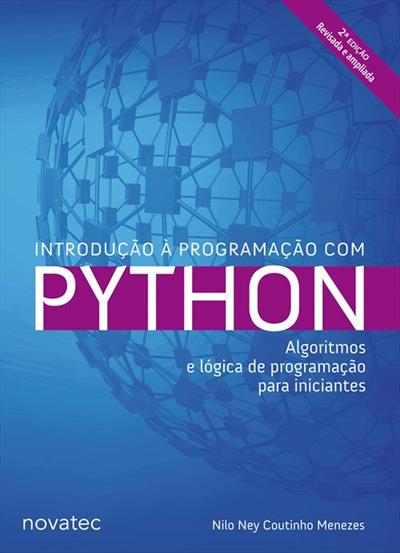 2ª EDIÇÃO
Revisada e ampliada
INTRODUÇÃO À PROGRAMAÇÃO COM
PYTHON
Algoritmos
e lógica de programação
para iniciantes
novatec
Nilo Ney Coutinho Menezes